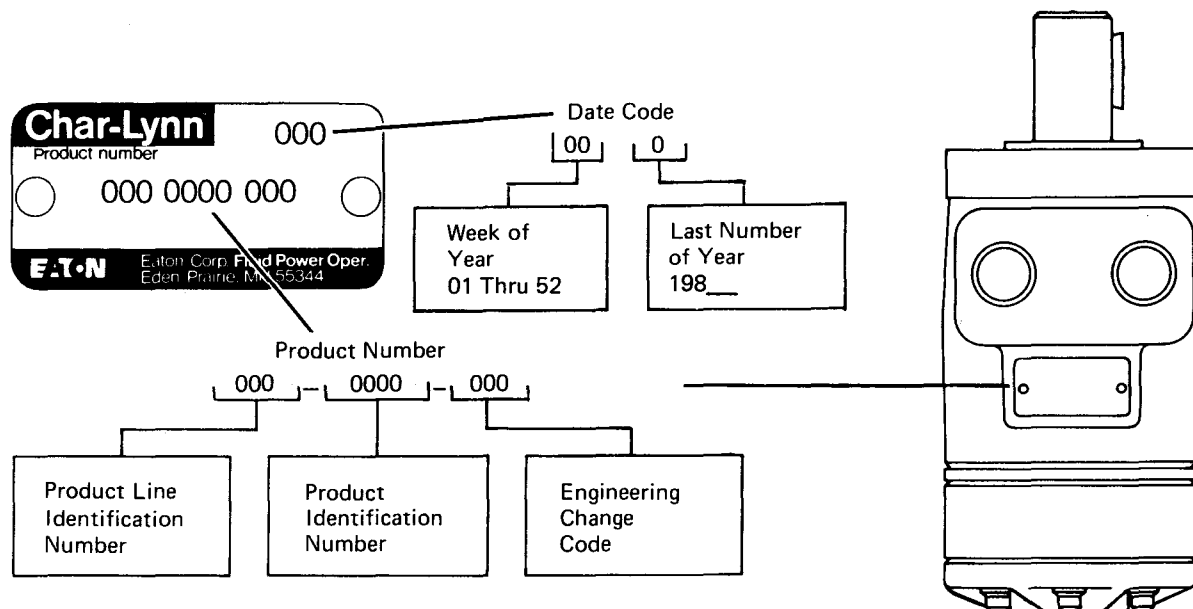 Char-Lynn
000
Product number
000 0000 000
EATON
Eaton Corp. Fluid Power Oper.
Eden Prairie, MN 55344
Date Code
00 0
Week of
Year
01 Thru 52
Last Number
of Year
198__
Product Number
000 – 0000 – 000
Product Line
Identification
Number
Product
Identification
Number
Engineering
Change
Code